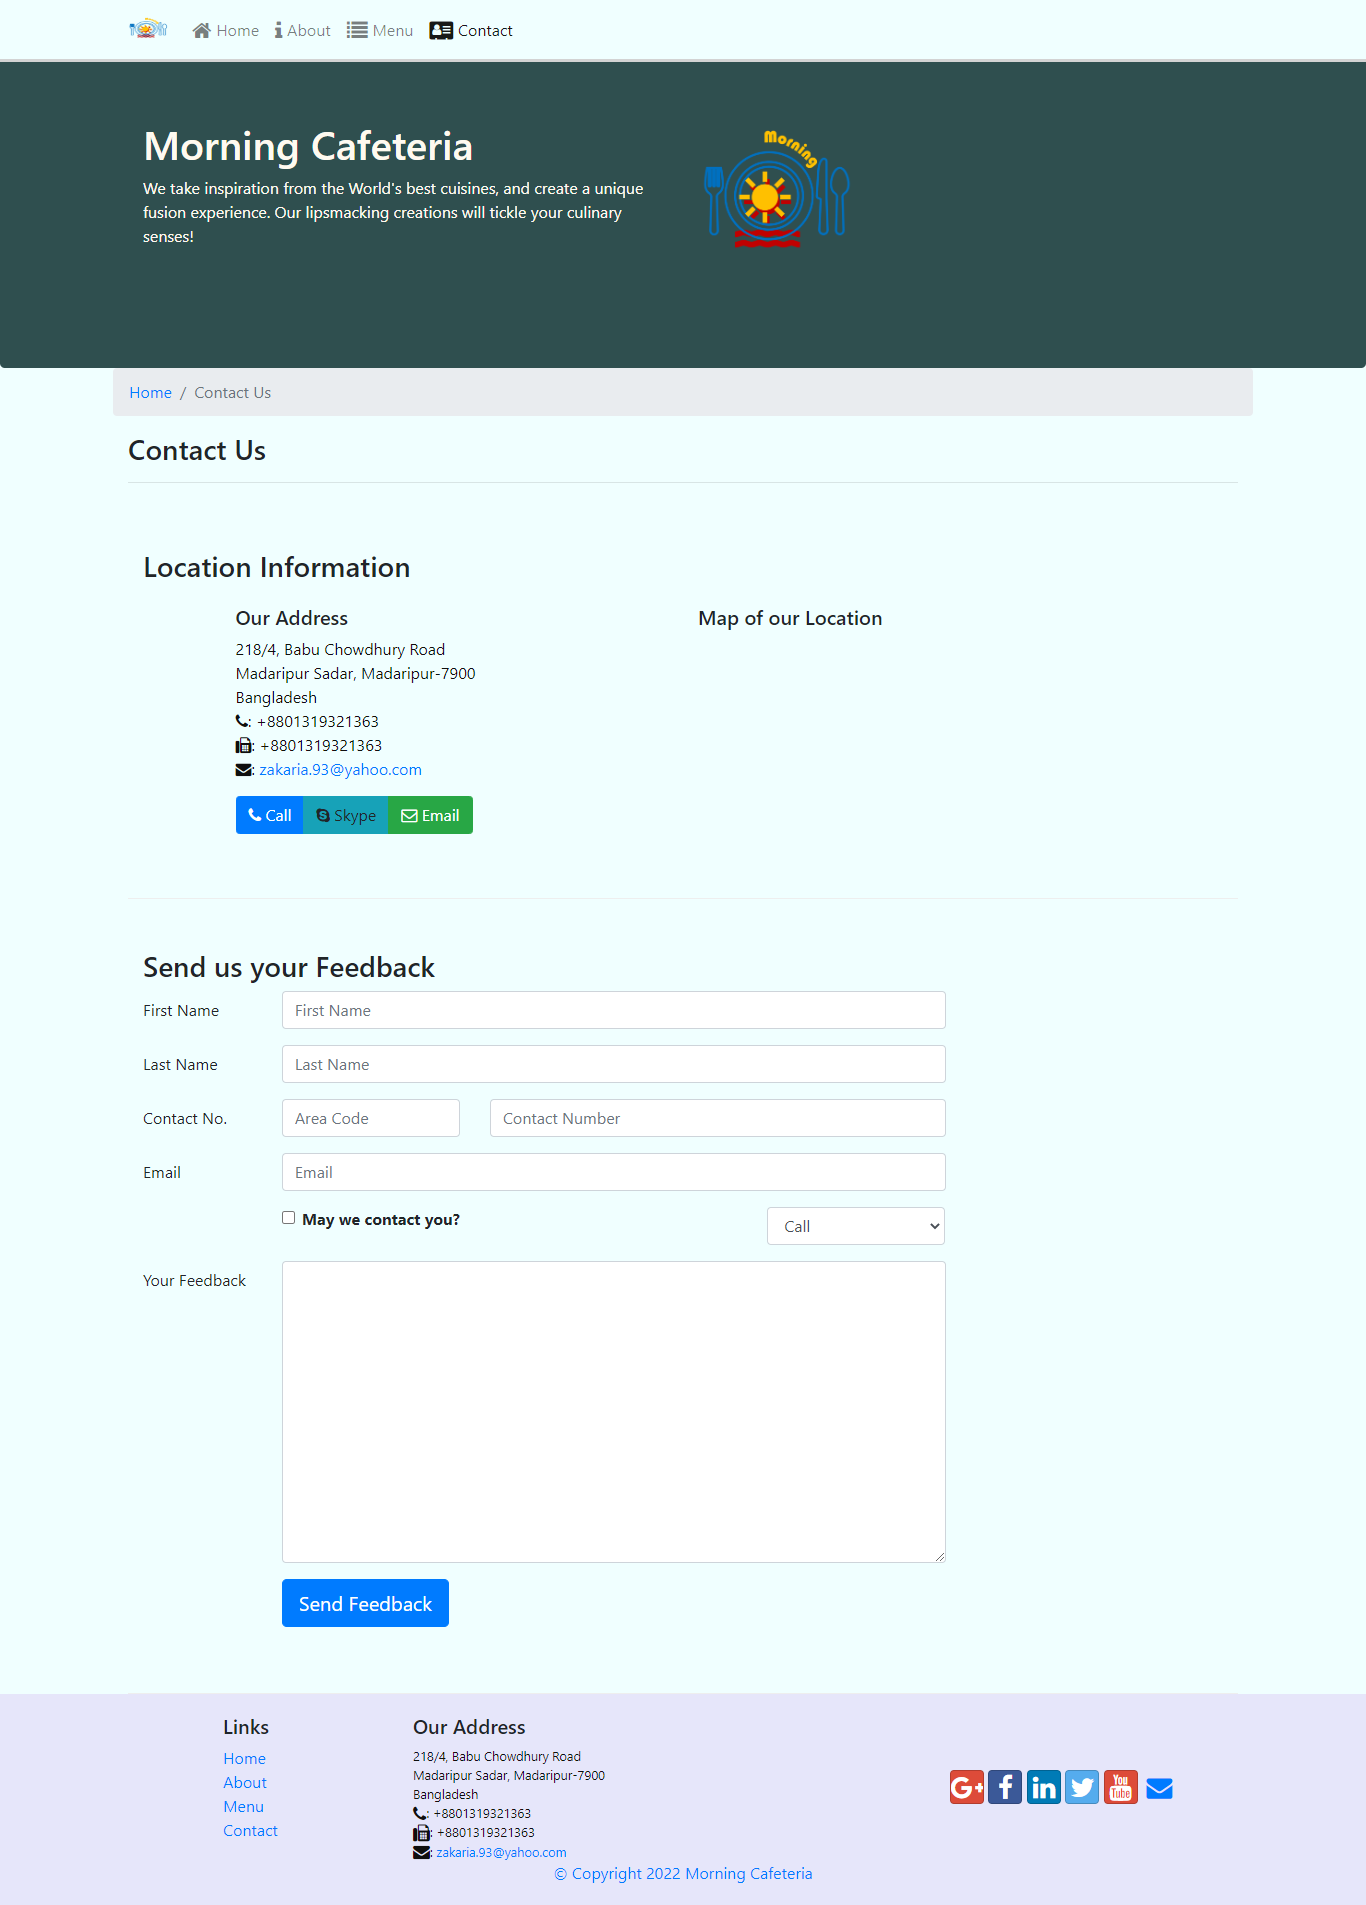 Home
About
Menu
Contact
Morning Cafeteria
We take inspiration from the World's best cuisines, and create a unique
fusion experience. Our lipsmacking creations will tickle your culinary
senses!
Morning
Home / Contact Us
Contact Us
Location Information
Our Address
218/4, Babu Chowdhury Road
Madaripur Sadar, Madaripur-7900
Bangladesh
: +8801319321363
: +8801319321363
: zakaria.93@yahoo.com
Call
Skype
Email
Map of our Location
Send us your Feedback
First Name
First Name
Last Name
Last Name
Contact No.
Area Code
Contact Number
Email
Email
May we contact you?
Call
Your Feedback
Send Feedback
Links
Home
About
Menu
Contact
Our Address
218/4, Babu Chowdhury Road
Madaripur Sadar, Madaripur-7900
Bangladesh
: +8801319321363
: +8801319321363
: zakaria.93@yahoo.com
G+
f
in
You
Tube
© Copyright 2022 Morning Cafeteria